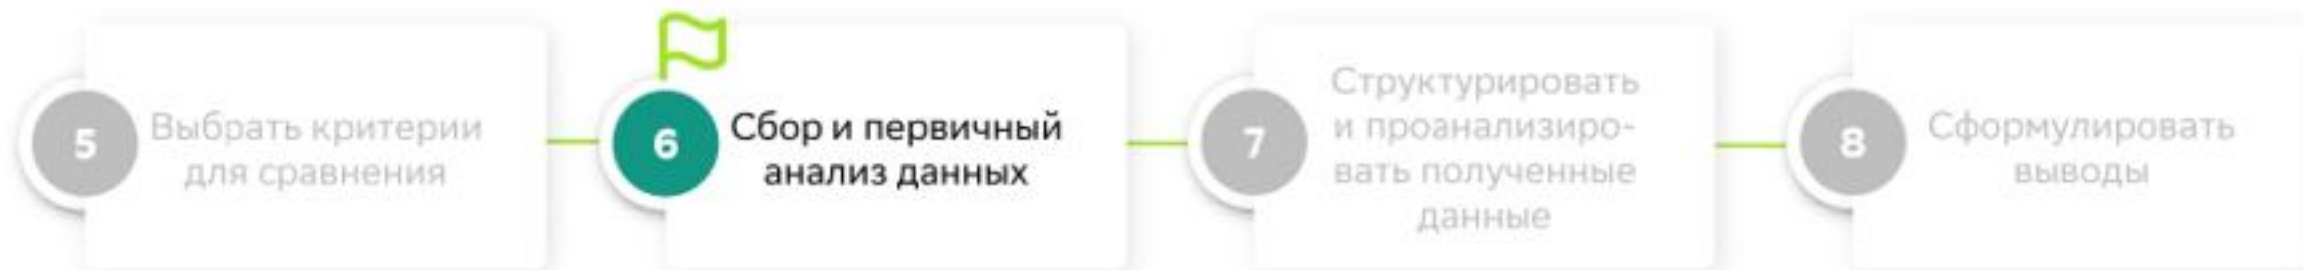 5
Выбрать критерии
для сравнения
6
Сбор и первичный
анализ данных
7
Структурировать
и проанализиро-
вать полученные
данные
8
Сформулировать
выводы